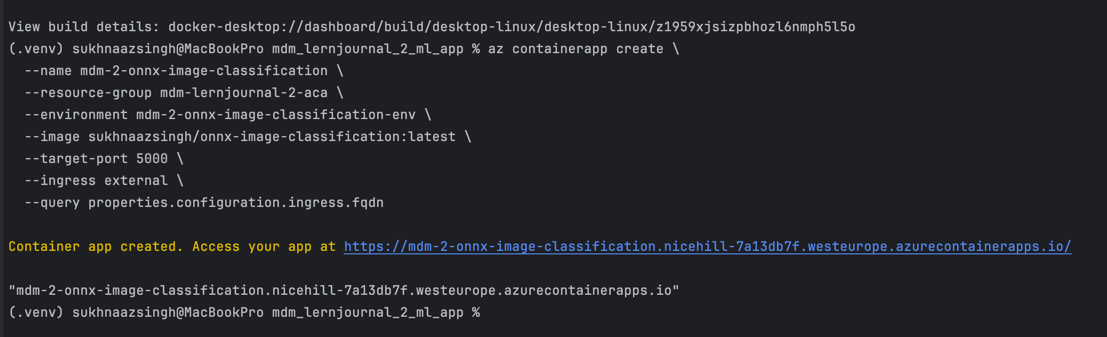 View build details: docker-desktop://dashboard/build/desktop-linux/desktop-linux/z1959xjsizpbhozl6nmph5l5o
(.venv) sukhnaazsingh@MacBookPro mdm_lernjournal_2_ml_app % az containerapp create \
  --name mdm-2-onnx-image-classification \
  --resource-group mdm-lernjournal-2-aca \
  --environment mdm-2-onnx-image-classification-env \
  --image sukhnaazsingh/onnx-image-classification:latest \
  --target-port 5000 \
  --ingress external \
  --query properties.configuration.ingress.fqdn
Container app created. Access your app at https://mdm-2-onnx-image-classification.nicehill-7a13db7f.westeurope.azurecontainerapps.io/
"mdm-2-onnx-image-classification.nicehill-7a13db7f.westeurope.azurecontainerapps.io"
(.venv) sukhnaazsingh@MacBookPro mdm_lernjournal_2_ml_app %